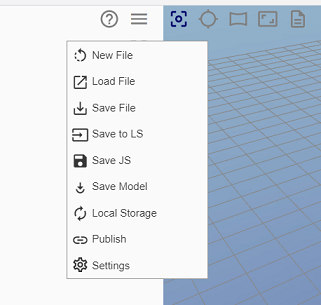 New File
Load File
Save File
Save to LS
Save JS
Save Model
Local Storage
Publish
Settings